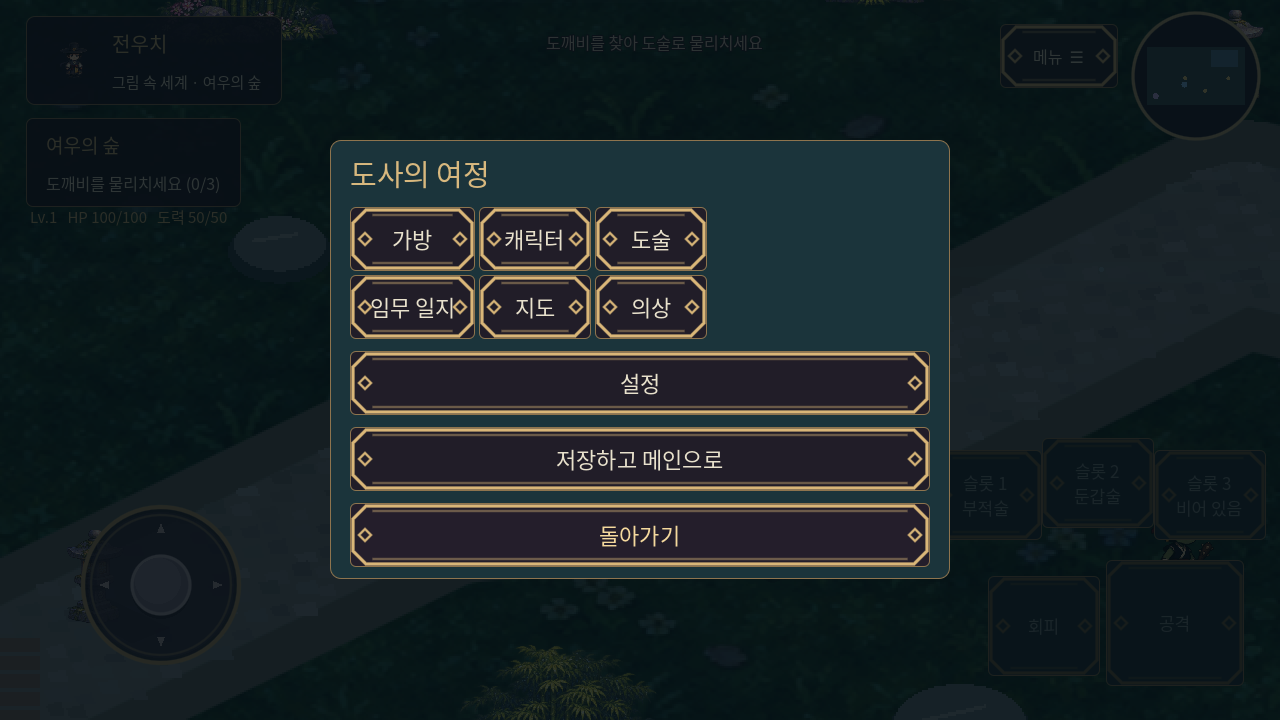 전우치
그림 속 세계 · 여우의 숲
도깨비를 찾아 도술로 물리치세요
메뉴 ☰
여우의 숲
도깨비를 물리치세요 (0/3)
Lv.1 HP 100/100 도력 50/50
도사의 여정
가방
캐릭터
도술
임무 일지
지도
의상
설정
저장하고 메인으로
돌아가기
슬롯 1
부적술
슬롯 2
둔갑술
슬롯 3
비어 있음
회피
공격